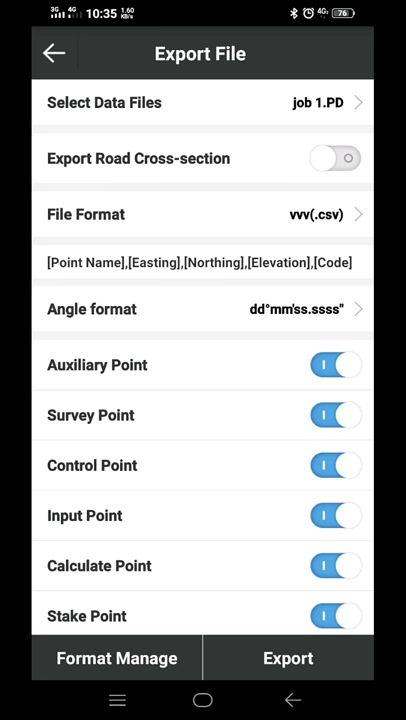 3G 4G 10:35 1.60 KB/s 4G 76
Export File
Select Data Files job 1.PD
Export Road Cross-section
File Format vvv(.csv)
[Point Name],[Easting],[Northing],[Elevation],[Code]
Angle format dd°mm'ss.ssss"
Auxiliary Point
Survey Point
Control Point
Input Point
Calculate Point
Stake Point
Format Manage Export